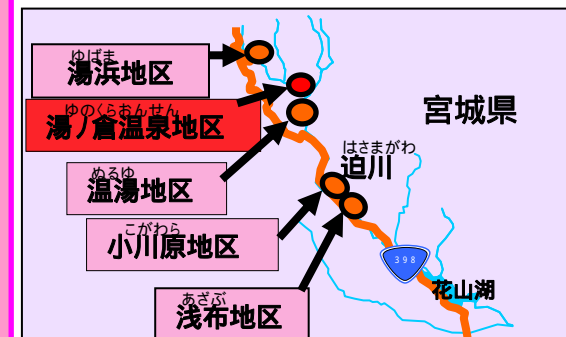 ゆばま
湯浜地区
ゆのくらおんせん
湯ノ倉温泉地区
宮城県
はさまがわ
迫川
ぬるゆ
温湯地区
こがわら
小川原地区
398
花山湖
あざぶ
浅布地区